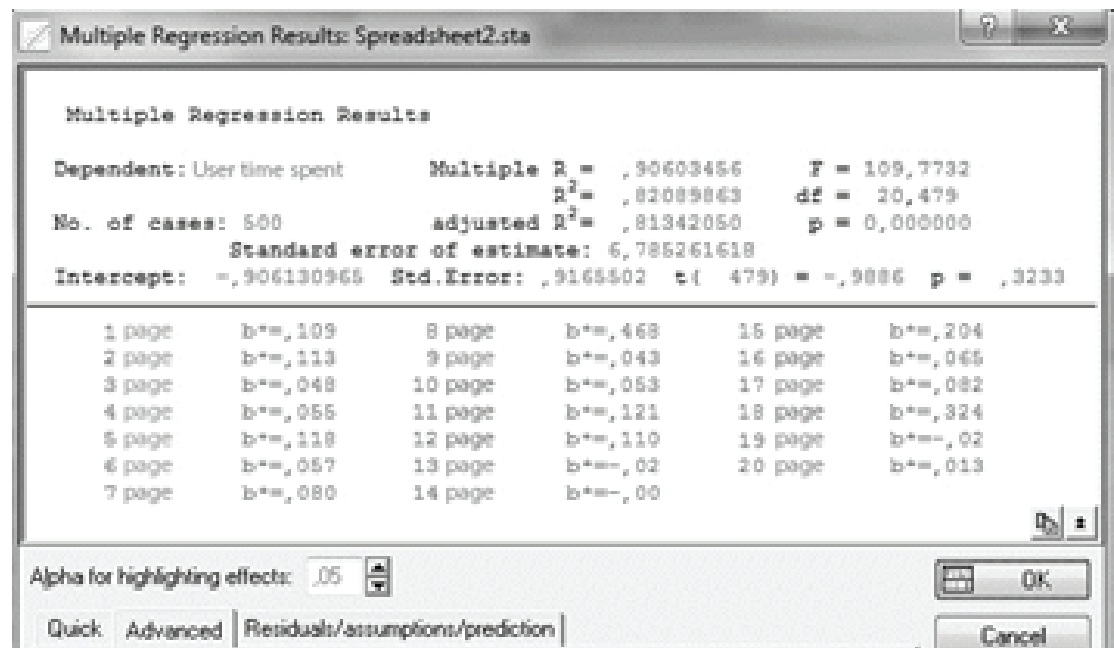 Multiple Regression Results: Spreadsheet2.sta
Multiple Regression Results
Dependent: User time spent Multiple R = ,90603456 F = 109,7732
R²= ,82089863 df = 20,479
No. of cases: 500 adjusted R²= ,81342050 p = 0,000000
Standard error of estimate: 6,785261618
Intercept: -,906130965 Std.Error: ,9165502 t( 479) = -,9886 p = ,3233
1 page b*=,109 8 page b*=,468 15 page b*=,204
2 page b*=,113 9 page b*=,043 16 page b*=,065
3 page b*=,048 10 page b*=,053 17 page b*=,082
4 page b*=,055 11 page b*=,121 18 page b*=,324
5 page b*=,118 12 page b*=,110 19 page b*=-,02
6 page b*=,057 13 page b*=-,02 20 page b*=,013
7 page b*=,080 14 page b*=-,00
Alpha for highlighting effects: ,05
OK
Quick Advanced Residuals/assumptions/prediction
Cancel